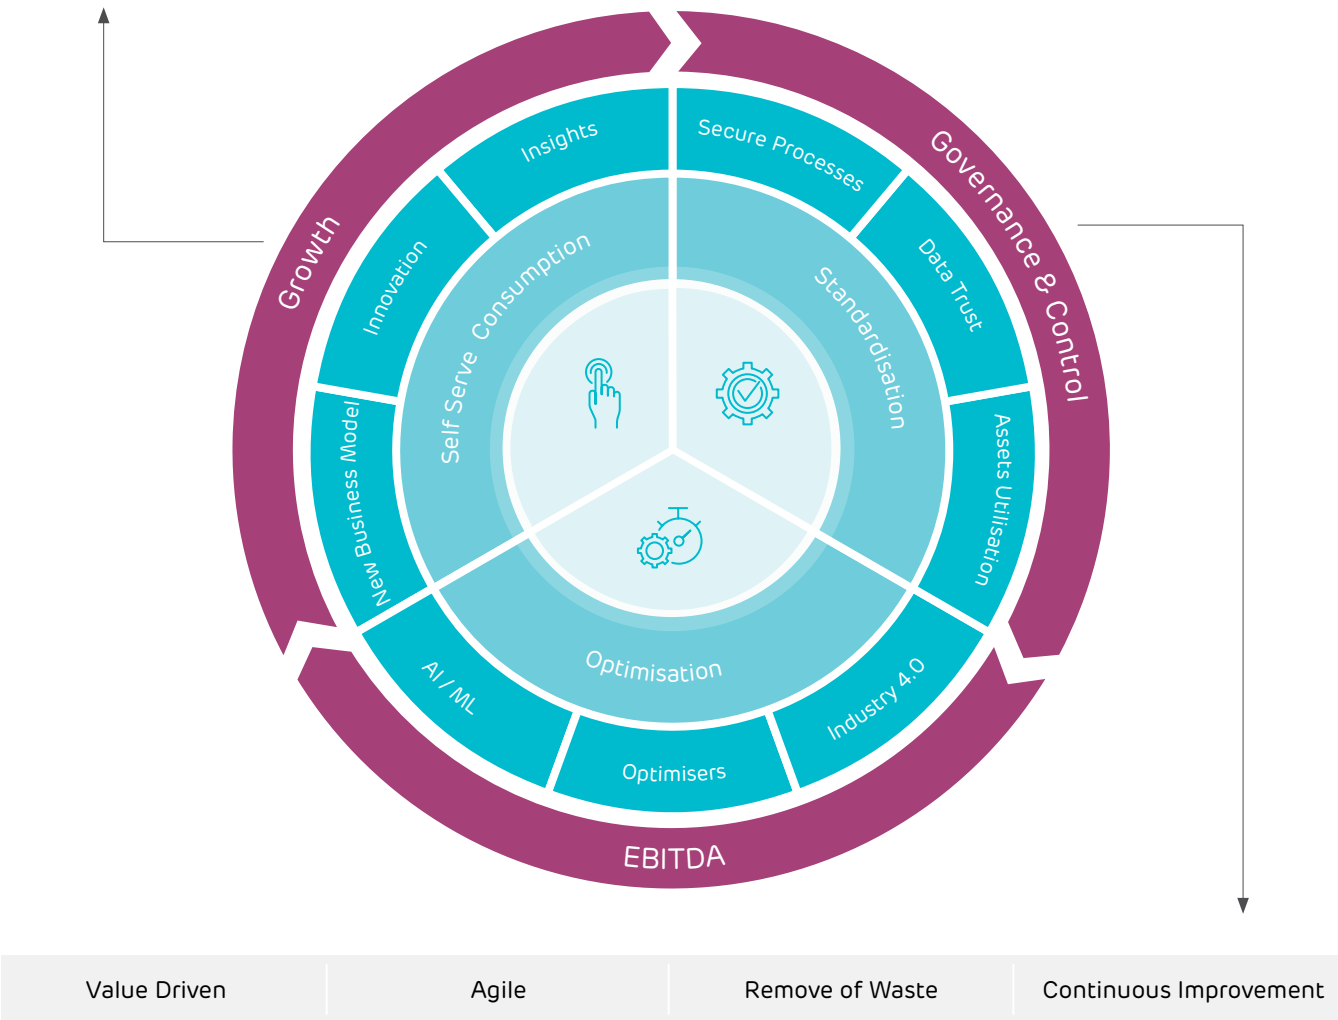 Growth
Governance & Control
EBITDA
Insights
Secure Processes
Innovation
Data Trust
New Business Model
Assets Utilisation
AI / ML
Optimisers
Industry 4.0
Self Serve Consumption
Standardisation
Optimisation
Value Driven
Agile
Remove of Waste
Continuous Improvement